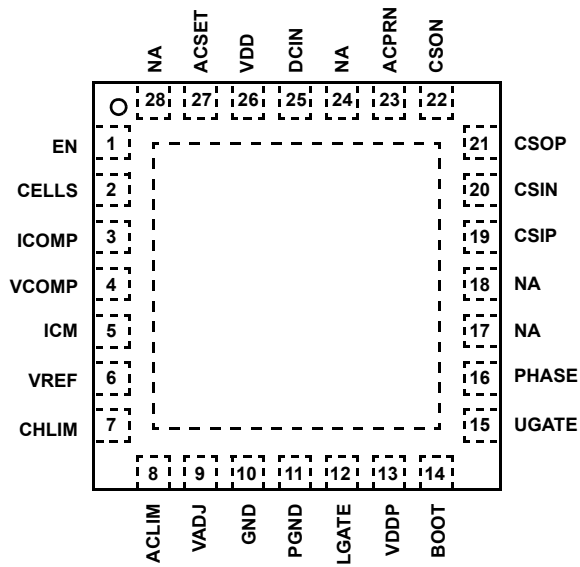 NA
ACSET
VDD
DCIN
NA
ACPRN
CSON
28 27 26 25 24 23 22
EN 1 21 CSOP
CELLS 2 20 CSIN
ICOMP 3 19 CSIP
VCOMP 4 18 NA
ICM 5 17 NA
VREF 6 16 PHASE
CHLIM 7 15 UGATE
8 9 10 11 12 13 14
ACLIM
VADJ
GND
PGND
LGATE
VDDP
BOOT